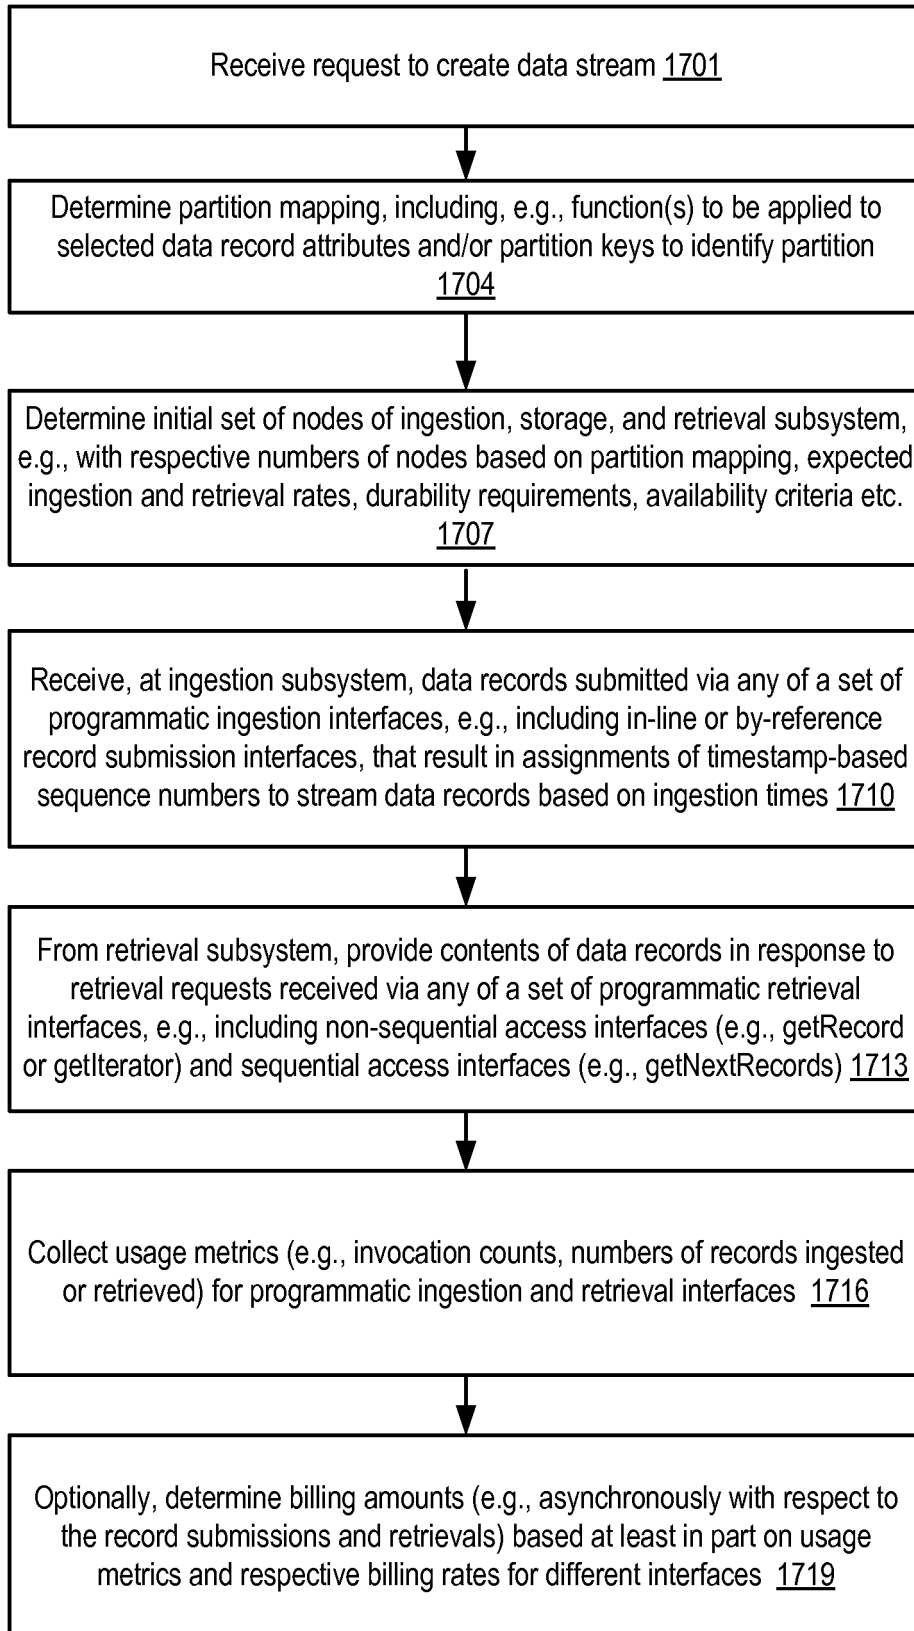 Receive request to create data stream 1701
Determine partition mapping, including, e.g., function(s) to be applied to
selected data record attributes and/or partition keys to identify partition
1704
Determine initial set of nodes of ingestion, storage, and retrieval subsystem,
e.g., with respective numbers of nodes based on partition mapping, expected
ingestion and retrieval rates, durability requirements, availability criteria etc.
1707
Receive, at ingestion subsystem, data records submitted via any of a set of
programmatic ingestion interfaces, e.g., including in-line or by-reference
record submission interfaces, that result in assignments of timestamp-based
sequence numbers to stream data records based on ingestion times 1710
From retrieval subsystem, provide contents of data records in response to
retrieval requests received via any of a set of programmatic retrieval
interfaces, e.g., including non-sequential access interfaces (e.g., getRecord
or getIterator) and sequential access interfaces (e.g., getNextRecords) 1713
Collect usage metrics (e.g., invocation counts, numbers of records ingested
or retrieved) for programmatic ingestion and retrieval interfaces 1716
Optionally, determine billing amounts (e.g., asynchronously with respect to
the record submissions and retrievals) based at least in part on usage
metrics and respective billing rates for different interfaces 1719